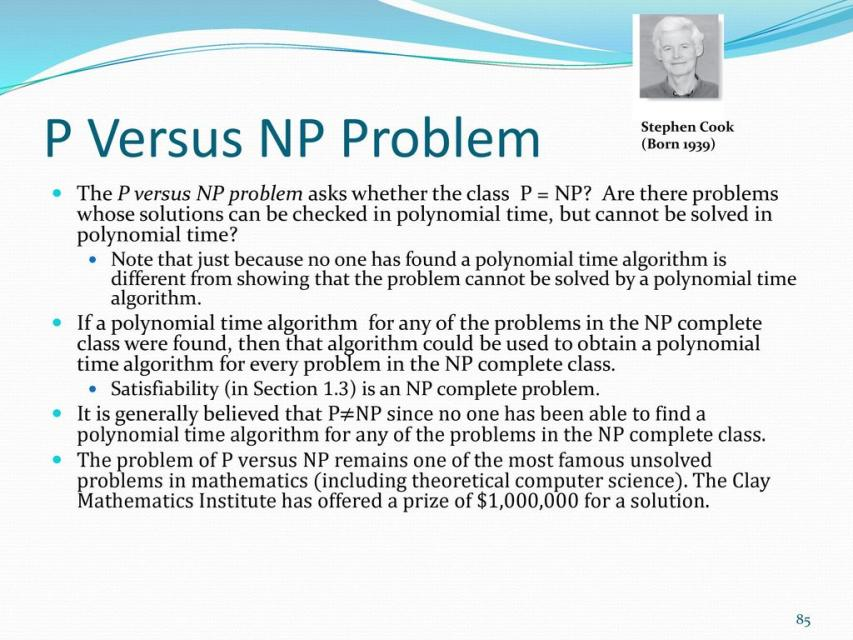 Stephen Cook
(Born 1939)
P Versus NP Problem
• The P versus NP problem asks whether the class P = NP? Are there problems
whose solutions can be checked in polynomial time, but cannot be solved in
polynomial time?
• Note that just because no one has found a polynomial time algorithm is
different from showing that the problem cannot be solved by a polynomial time
algorithm.
• If a polynomial time algorithm for any of the problems in the NP complete
class were found, then that algorithm could be used to obtain a polynomial
time algorithm for every problem in the NP complete class.
• Satisfiability (in Section 1.3) is an NP complete problem.
• It is generally believed that P≠NP since no one has been able to find a
polynomial time algorithm for any of the problems in the NP complete class.
• The problem of P versus NP remains one of the most famous unsolved
problems in mathematics (including theoretical computer science). The Clay
Mathematics Institute has offered a prize of $1,000,000 for a solution.
85